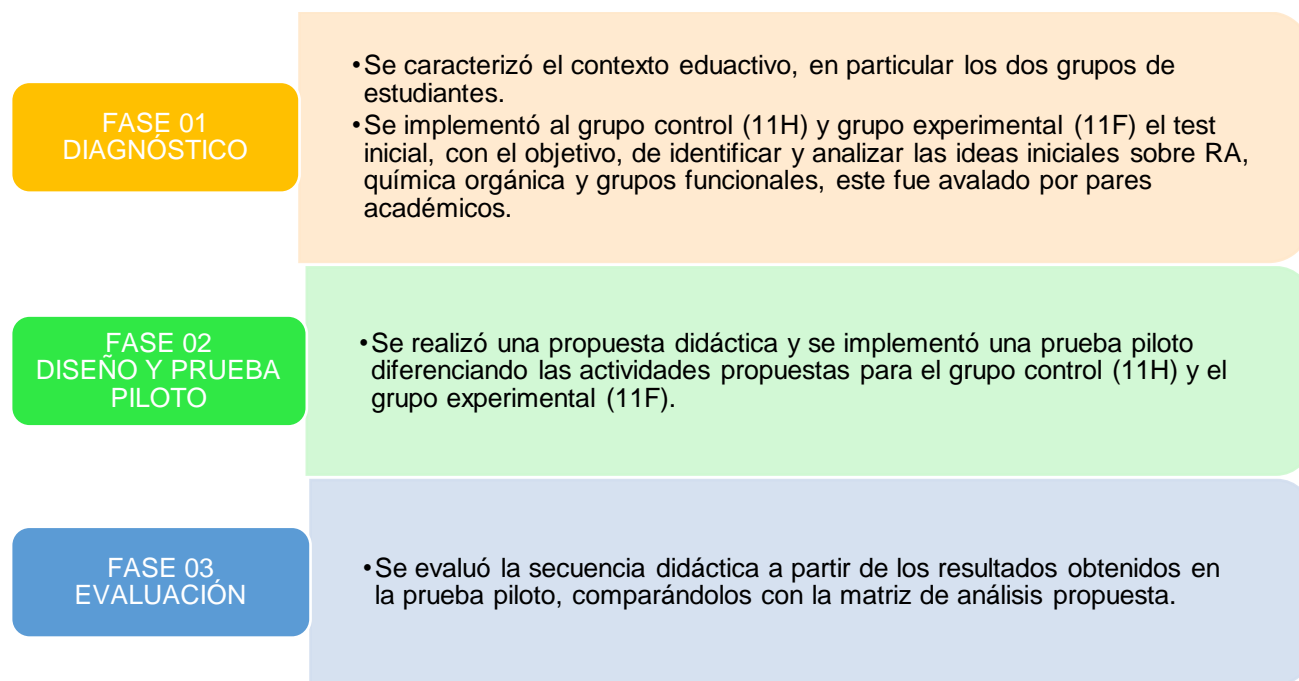 FASE 01
DIAGNÓSTICO
•Se caracterizó el contexto eduactivo, en particular los dos grupos de
estudiantes.
•Se implementó al grupo control (11H) y grupo experimental (11F) el test
inicial, con el objetivo, de identificar y analizar las ideas iniciales sobre RA,
química orgánica y grupos funcionales, este fue avalado por pares
académicos.
FASE 02
DISEÑO Y PRUEBA
PILOTO
•Se realizó una propuesta didáctica y se implementó una prueba piloto
diferenciando las actividades propuestas para el grupo control (11H) y el
grupo experimental (11F).
FASE 03
EVALUACIÓN
•Se evaluó la secuencia didáctica a partir de los resultados obtenidos en
la prueba piloto, comparándolos con la matriz de análisis propuesta.